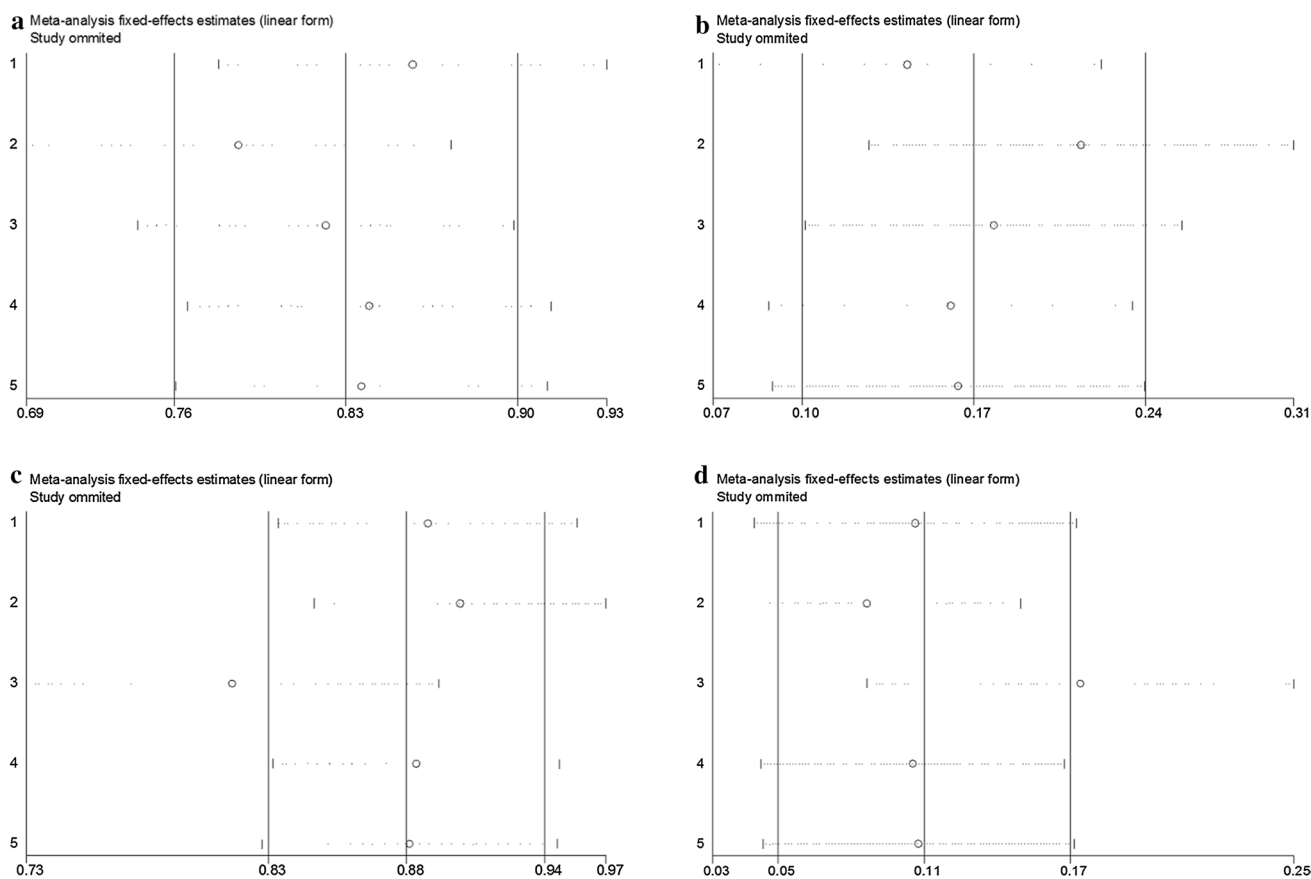 a Meta-analysis fixed-effects estimates (linear form)
Study ommited
1
2
3
4
5
0.69 0.76 0.83 0.90 0.93
b Meta-analysis fixed-effects estimates (linear form)
Study ommited
1
2
3
4
5
0.07 0.10 0.17 0.24 0.31
c Meta-analysis fixed-effects estimates (linear form)
Study ommited
1
2
3
4
5
0.73 0.83 0.88 0.94 0.97
d Meta-analysis fixed-effects estimates (linear form)
Study ommited
1
2
3
4
5
0.03 0.05 0.11 0.17 0.25